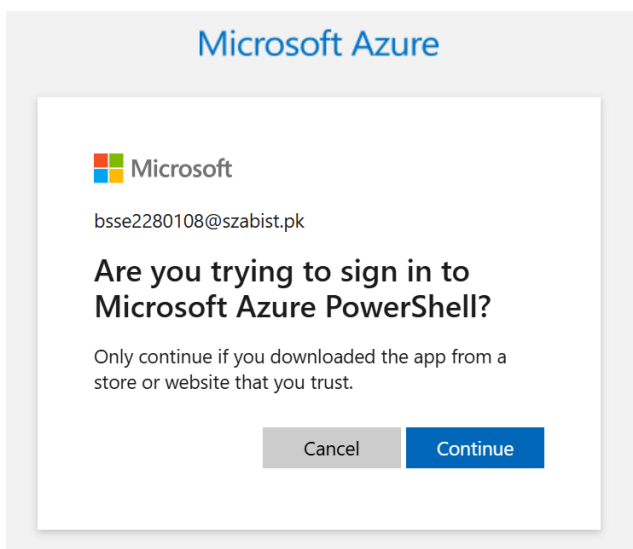 Microsoft Azure
Microsoft
bsse2280108@szabist.pk
Are you trying to sign in to
Microsoft Azure PowerShell?
Only continue if you downloaded the app from a
store or website that you trust.
Cancel
Continue